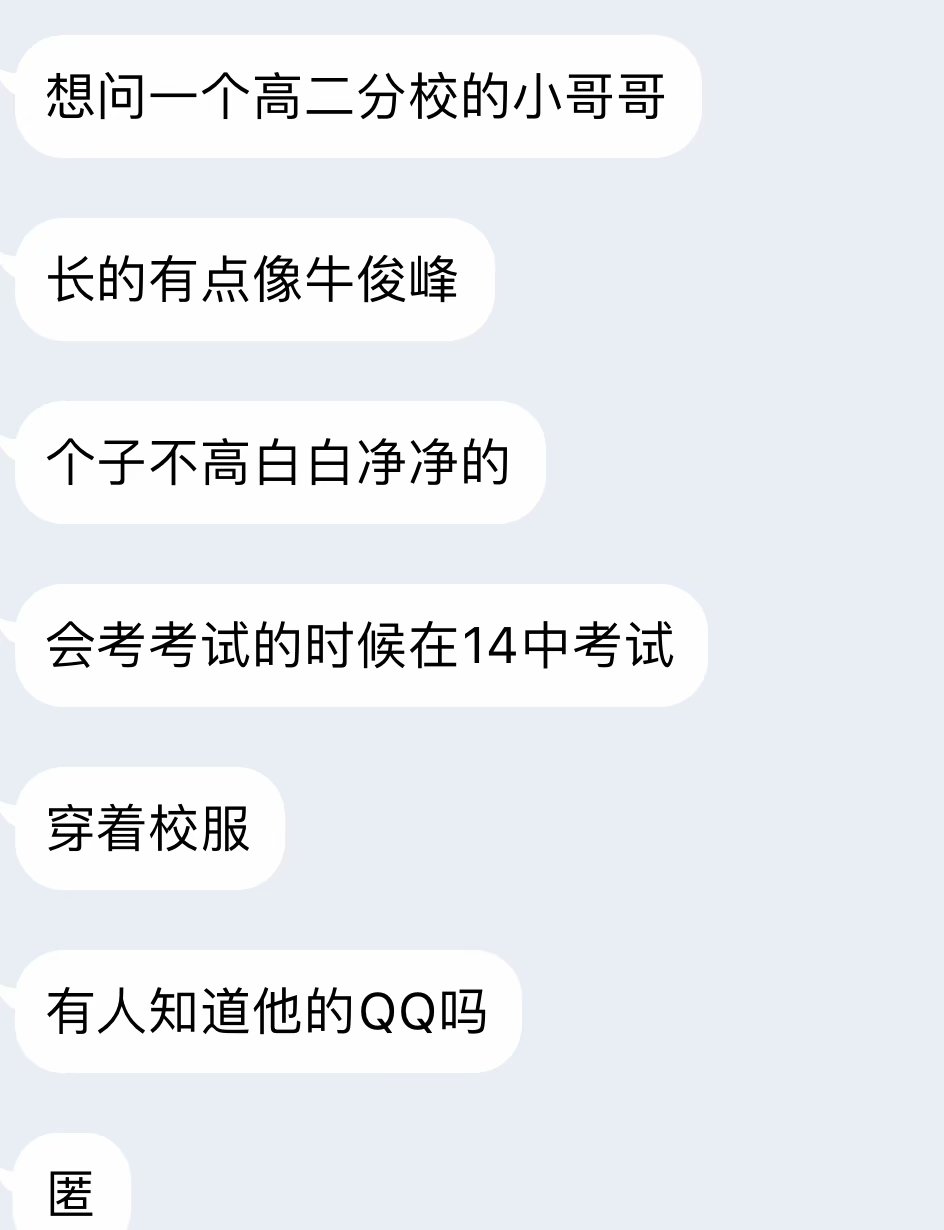 想问一个高二分校的小哥哥
长的有点像牛俊峰
个子不高白白净净的
会考考试的时候在14中考试
穿着校服
有人知道他的QQ吗
匿